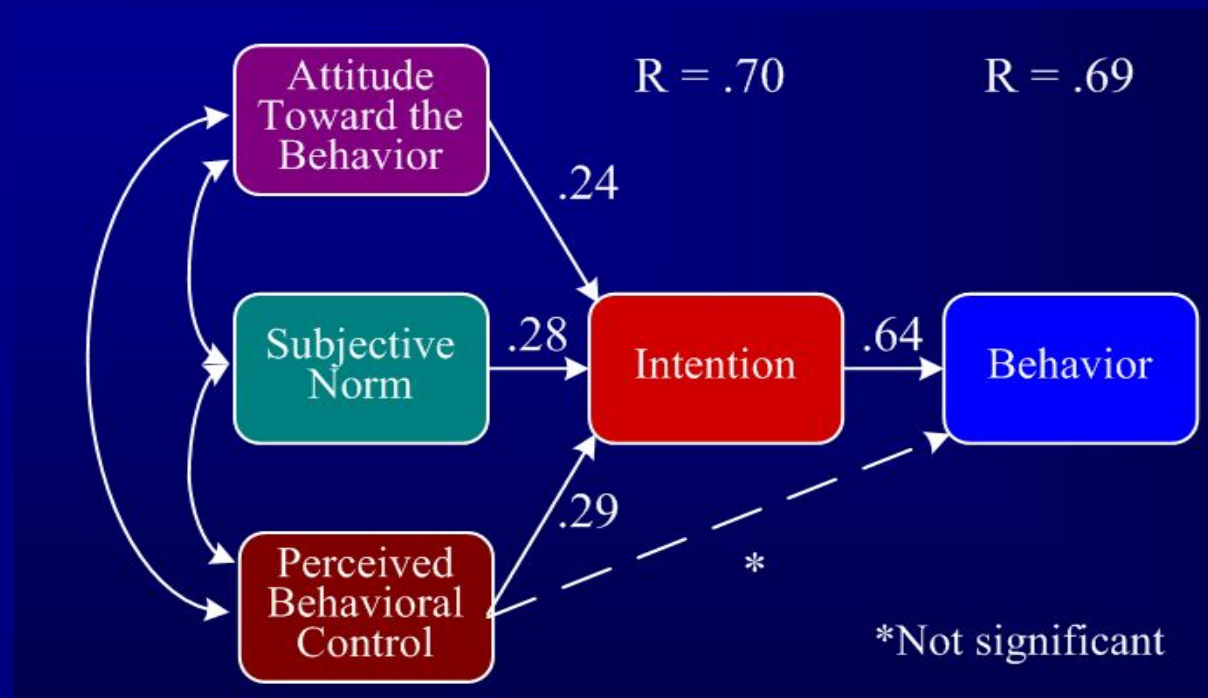 Attitude
Toward the
Behavior
R = .70
R = .69
.24
Subjective
Norm
.28
Intention
.64
Behavior
.29
Perceived
Behavioral
Control
*
*Not significant